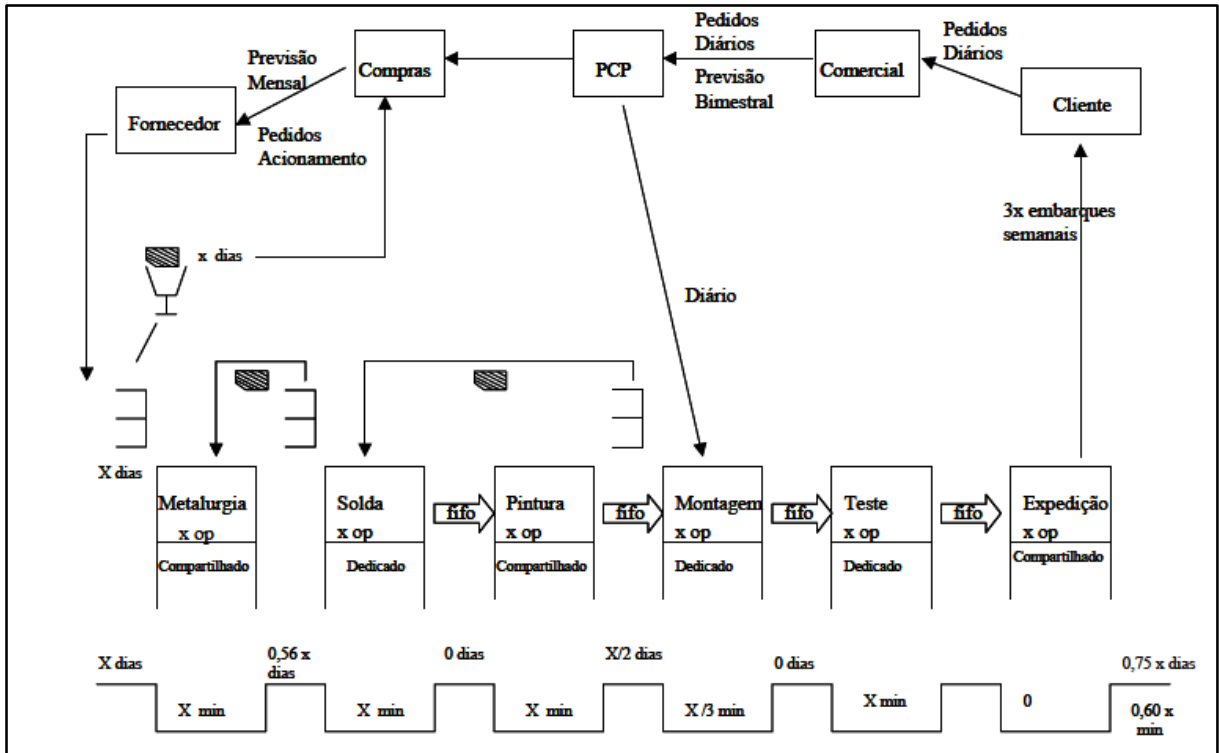 Pedidos
Diários
Pedidos
Diários
Previsão
Mensal
Compras
PCP
Previsão
Bimestral
Comercial
Cliente
Fornecedor
Pedidos
Acionamento
3x embarques
semanais
x dias
Diário
X dias
Metalurgia
x op
Compartilhado
Solda
x op
Dedicado
fifo
Pintura
x op
Compartilhado
fifo
Montagem
x op
Dedicado
fifo
Teste
x op
Dedicado
fifo
Expedição
x op
Compartilhado
X dias
0,56 x
dias
0 dias
X/2 dias
0 dias
0,75 x dias
X min
X min
X min
X /3 min
X min
0
0,60 x
min